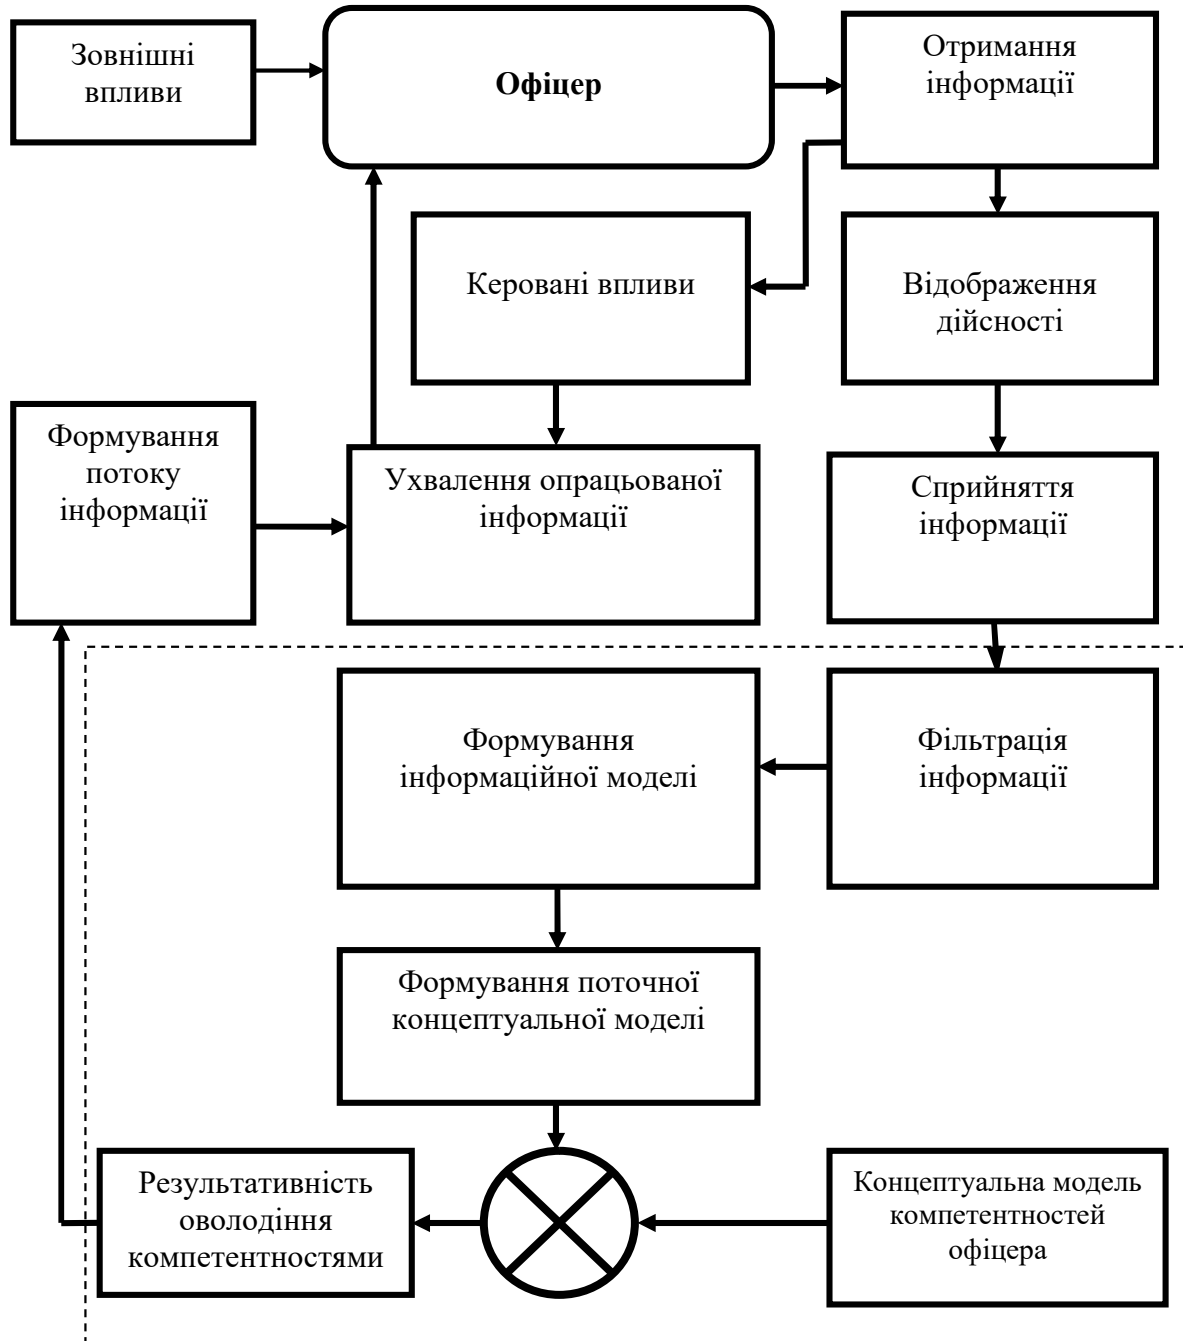 Зовнішні
впливи
Офіцер
Отримання
інформації
Керовані впливи
Відображення
дійсності
Формування
потоку
інформації
Ухвалення опрацьованої
інформації
Сприйняття
інформації
Формування
інформаційної моделі
Фільтрація
інформації
Формування поточної
концептуальної моделі
Результативність
оволодіння
компетентностями
Концептуальна модель
компетентностей
офіцера